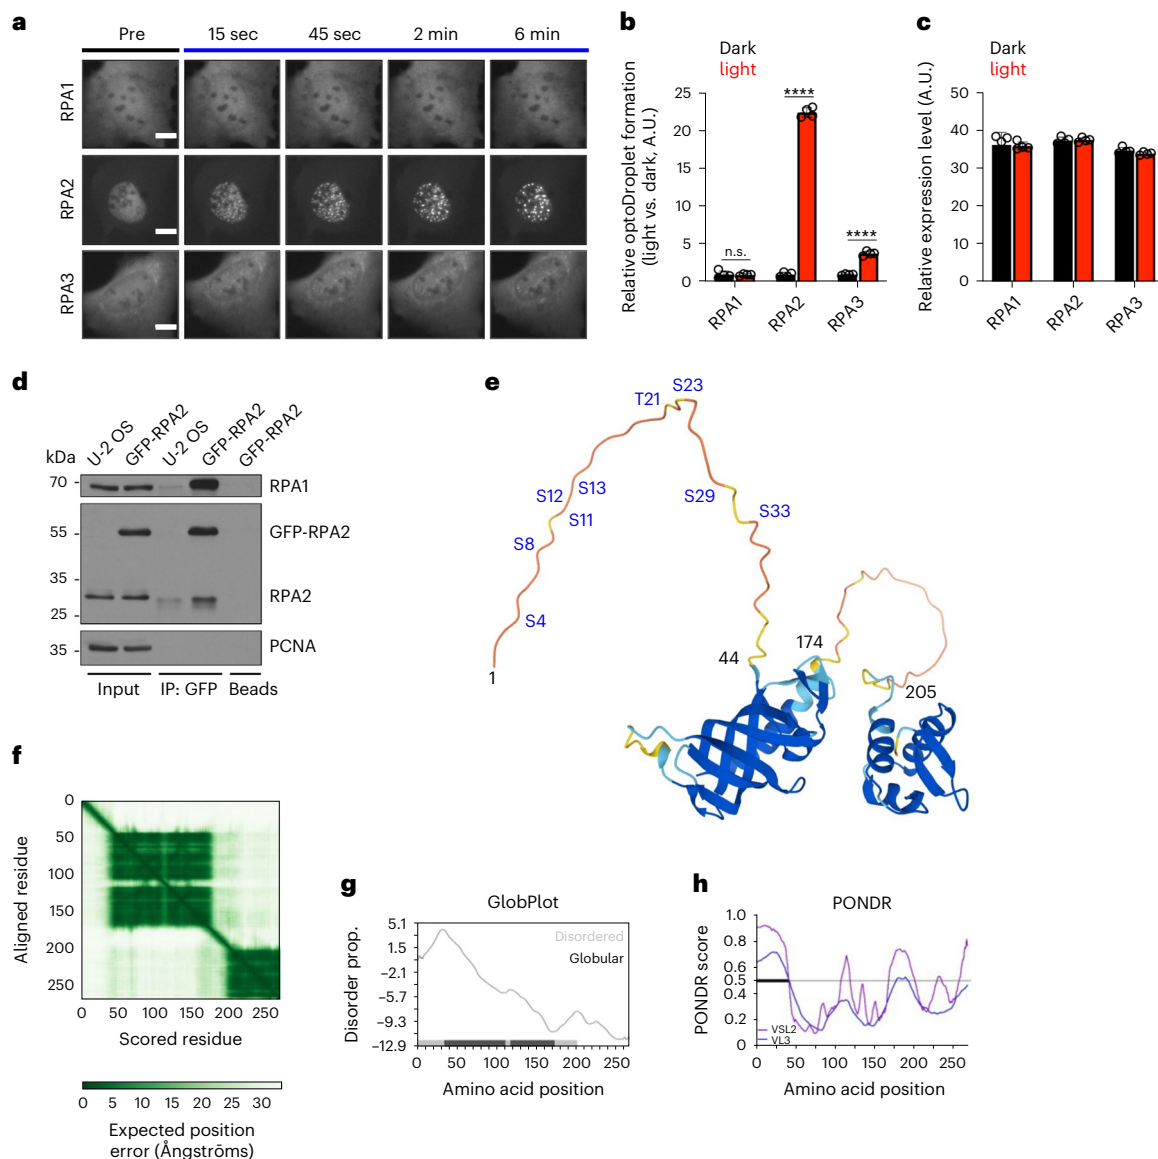 a
Pre
15 sec
45 sec
2 min
6 min
RPA1
RPA2
RPA3
b
Dark
light
Relative optoDroplet formation
(light vs. dark, A.U.)
25
20
15
10
5
0
n.s.
****
****
RPA1
RPA2
RPA3
c
Dark
light
Relative expression level (A.U.)
50
40
30
20
10
0
RPA1
RPA2
RPA3
d
kDa
U-2 OS
GFP-RPA2
U-2 OS
GFP-RPA2
GFP-RPA2
70
55
35
25
35
RPA1
GFP-RPA2
RPA2
PCNA
Input
IP: GFP
Beads
e
S23
T21
S12
S13
S11
S29
S33
S8
S4
1
44
174
205
f
Aligned residue
0
50
100
150
200
250
0 50 100 150 200 250
Scored residue
0 5 10 15 20 25 30
Expected position
error (Ångströms)
g
GlobPlot
Disorder prop.
5.1
1.5
−2.1
−5.7
−9.3
−12.9
Disordered
Globular
0 50 100 150 200 250
Amino acid position
h
PONDR
PONDR score
1.0
0.8
0.6
0.5
0.4
0.2
0
VSL2
VL3
0 50 100 150 200 250
Amino acid position